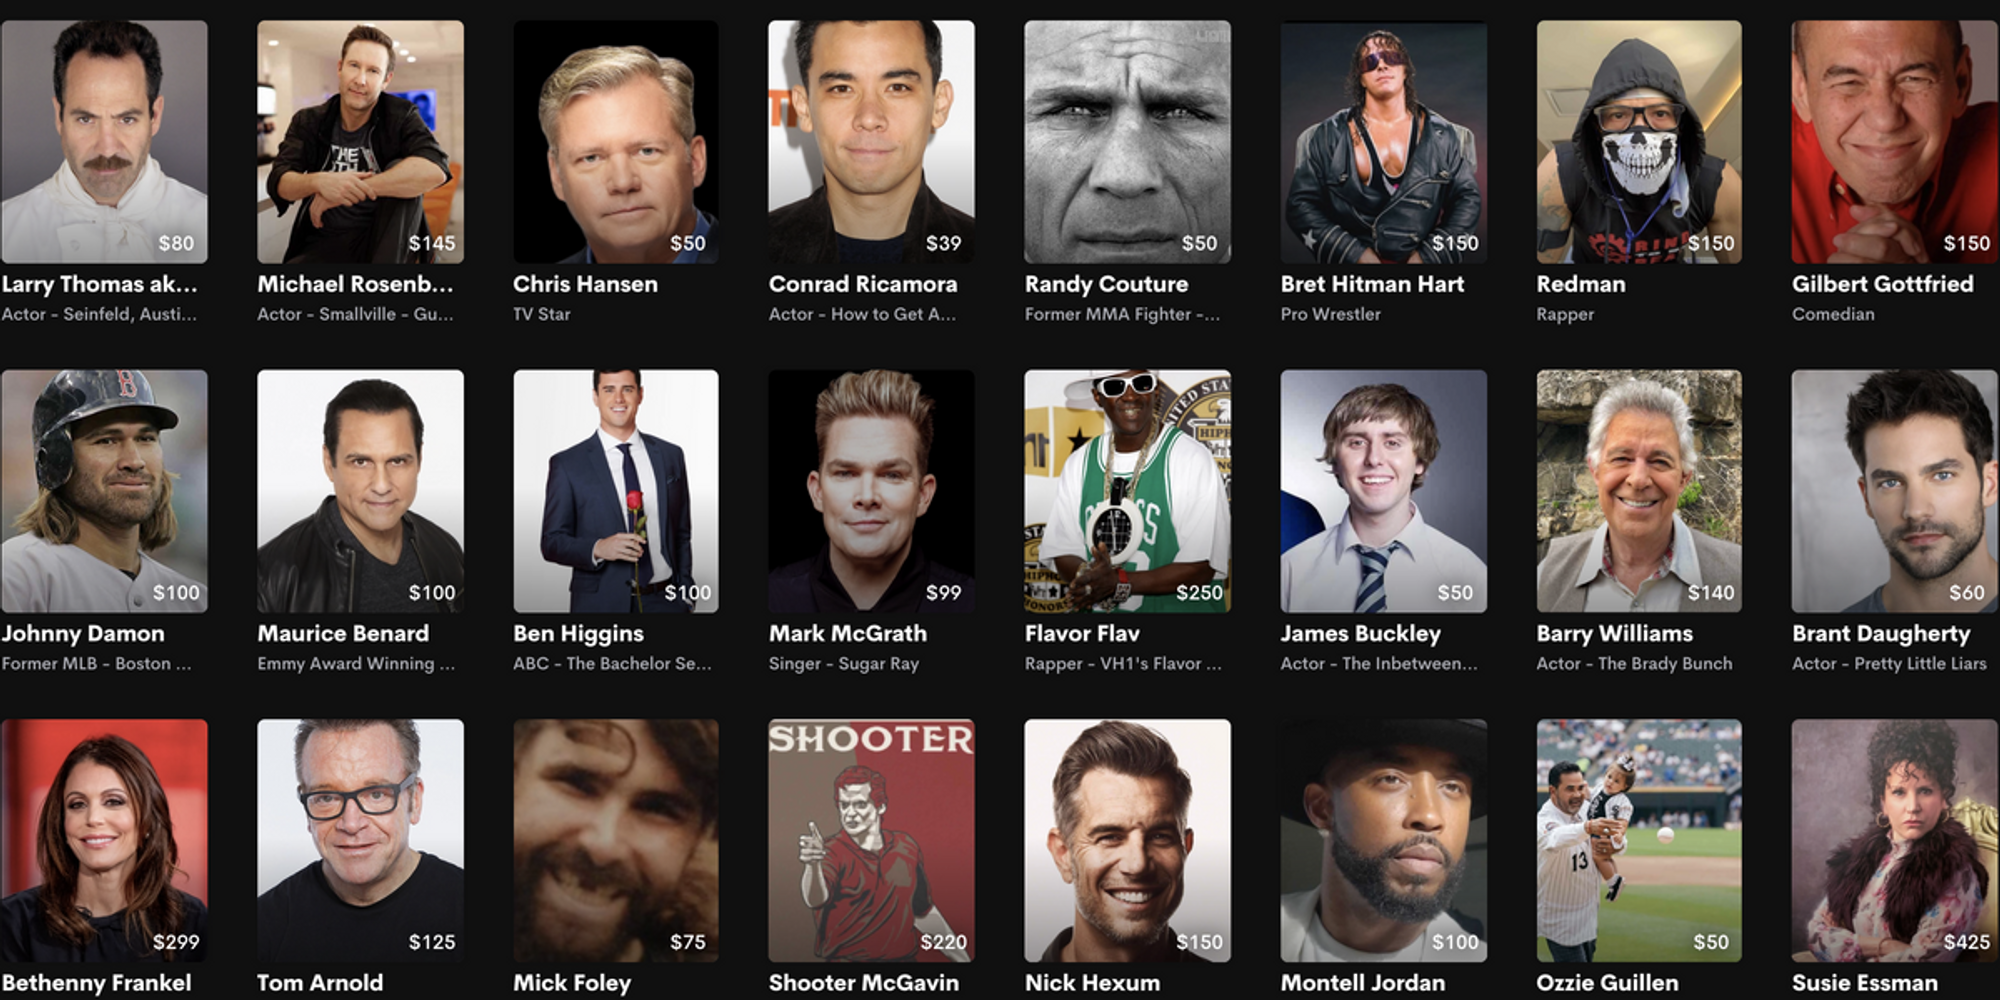 $80
$145
$50
$39
$50
$150
$150
$150
Larry Thomas ak...
Michael Rosenb...
Chris Hansen
Conrad Ricamora
Randy Couture
Bret Hitman Hart
Redman
Gilbert Gottfried
Actor - Seinfeld, Austi...
Actor - Smallville - Gu...
TV Star
Actor - How to Get A...
Former MMA Fighter -...
Pro Wrestler
Rapper
Comedian
B
$100
$100
$100
$99
$250
$50
$140
$60
Johnny Damon
Maurice Benard
Ben Higgins
Mark McGrath
Flavor Flav
James Buckley
Barry Williams
Brant Daugherty
Former MLB - Boston ...
Emmy Award Winning ...
ABC - The Bachelor Se...
Singer - Sugar Ray
Rapper - VH1's Flavor ...
Actor - The Inbetween...
Actor - The Brady Bunch
Actor - Pretty Little Liars
SHOOTER
13
$299
$125
$75
$220
$150
$100
$50
$425
Bethenny Frankel
Tom Arnold
Mick Foley
Shooter McGavin
Nick Hexum
Montell Jordan
Ozzie Guillen
Susie Essman